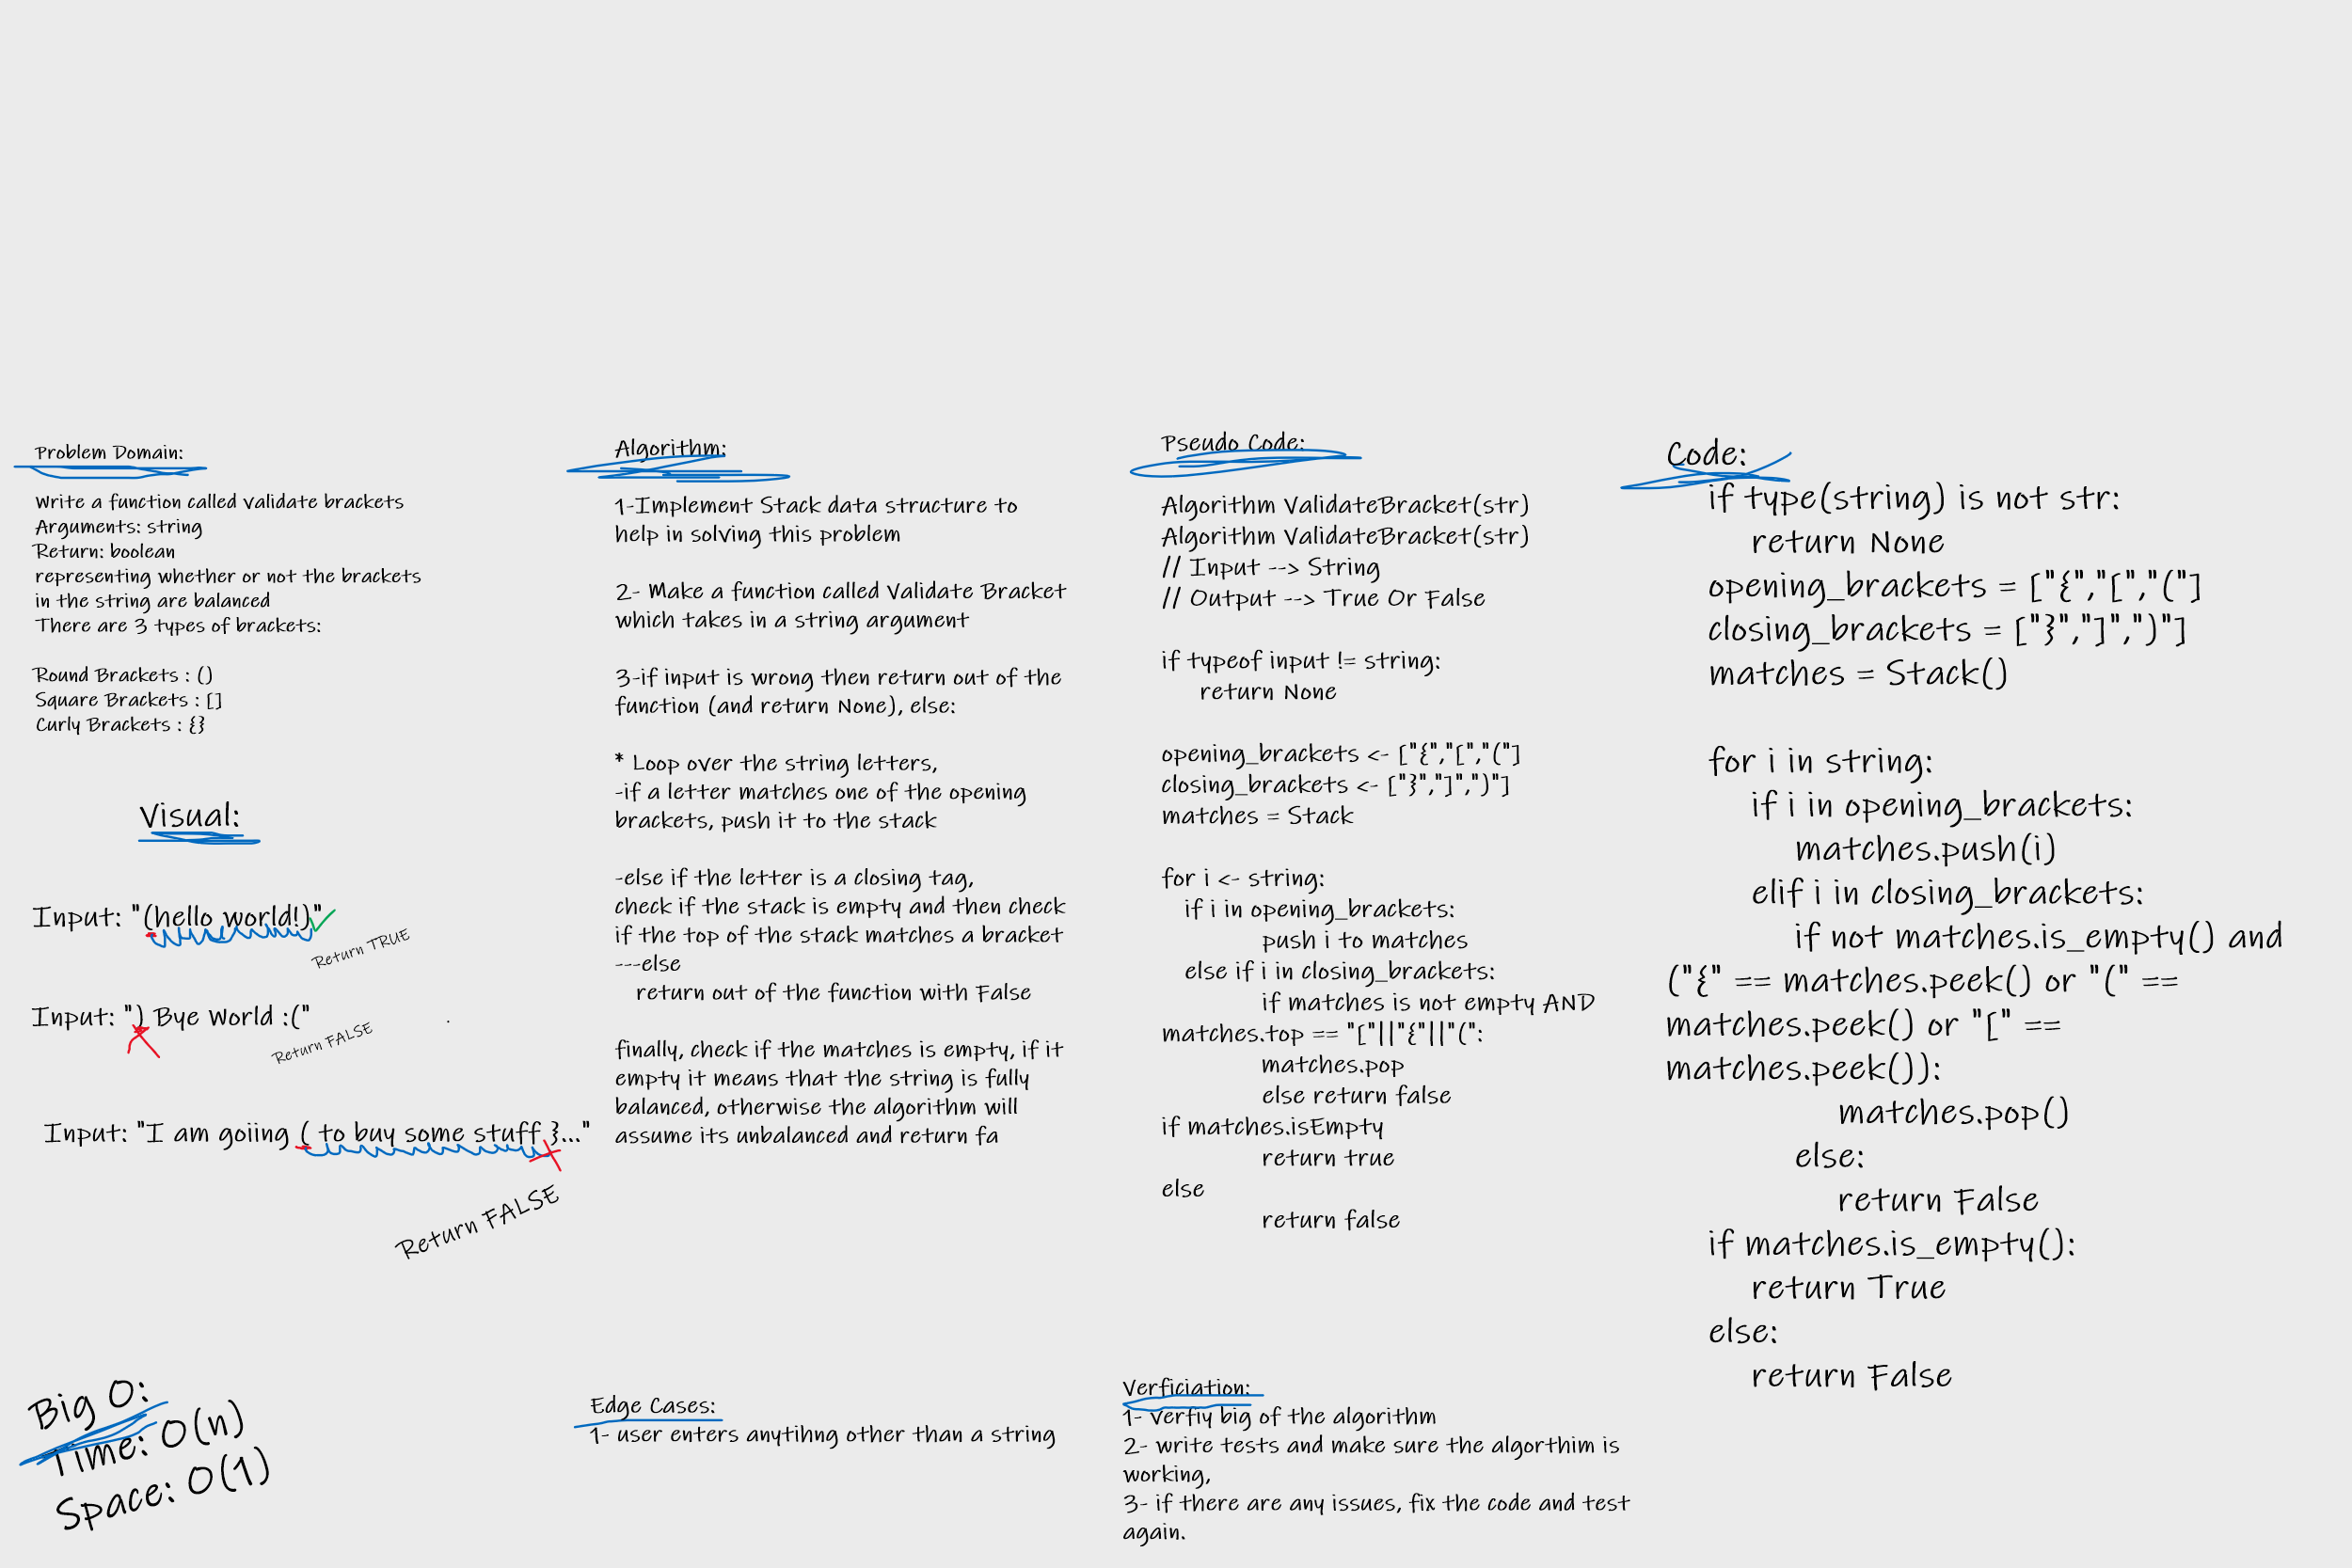 Problem Domain:
Write a function called Validate brackets
Arguments: string
Return: boolean
representing whether or not the brackets
in the string are balanced
There are 3 types of brackets:
Round Brackets : ()
Square Brackets : []
Curly Brackets : {}
Visual:
Input: "(hello world!)"
Return TRUE
Input: ") Bye World :("
Return FALSE
Input: "I am goiing ( to buy some stuff }..."
Return FALSE
Big O:
Time: O(n)
Space: O(1)
Algorithm:
1-Implement Stack data structure to
help in solving this problem
2- Make a function called Validate Bracket
which takes in a string argument
3-if input is wrong then return out of the
function (and return None), else:
* Loop over the string letters,
-if a letter matches one of the opening
brackets, push it to the stack
-else if the letter is a closing tag,
check if the stack is empty and then check
if the top of the stack matches a bracket
---else
return out of the function with False
finally, check if the matches is empty, if it
empty it means that the string is fully
balanced, otherwise the algorithm will
assume its unbalanced and return fa
Edge Cases:
1- user enters anytihng other than a string
Pseudo Code:
Algorithm ValidateBracket(str)
Algorithm ValidateBracket(str)
// Input --> String
// Output --> True Or False
if typeof input != string:
return None
opening_brackets <- ["{","[","("]
closing_brackets <- ["}","]",")"]
matches = Stack
for i <- string:
if i in opening_brackets:
push i to matches
else if i in closing_brackets:
if matches is not empty AND
matches.top == "["||"{"||"(":
matches.pop
else return false
if matches.isEmpty
return true
else
return false
Verficiation:
1- verfiy big of the algorithm
2- write tests and make sure the algorthim is
working,
3- if there are any issues, fix the code and test
again.
Code:
if type(string) is not str:
return None
opening_brackets = ["{","[","("]
closing_brackets = ["}","]",")"]
matches = Stack()
for i in string:
if i in opening_brackets:
matches.push(i)
elif i in closing_brackets:
if not matches.is_empty() and
("{" == matches.peek() or "(" ==
matches.peek() or "[" ==
matches.peek()):
matches.pop()
else:
return False
if matches.is_empty():
return True
else:
return False